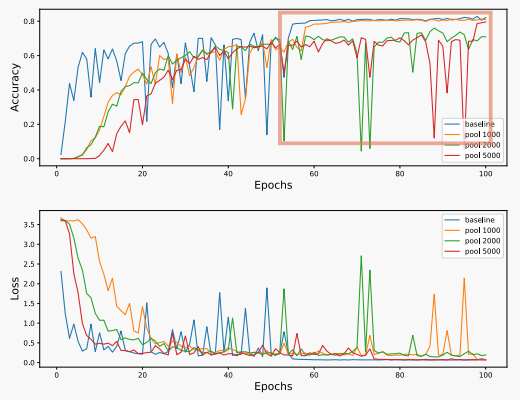 0.8
0.6
0.4
0.2
0.0
Accuracy
0 20 40 60 80 100
Epochs
baseline
pool 1000
pool 2000
pool 5000
3.5
3.0
2.5
2.0
1.5
1.0
0.5
0.0
Loss
0 20 40 60 80 100
Epochs
baseline
pool 1000
pool 2000
pool 5000